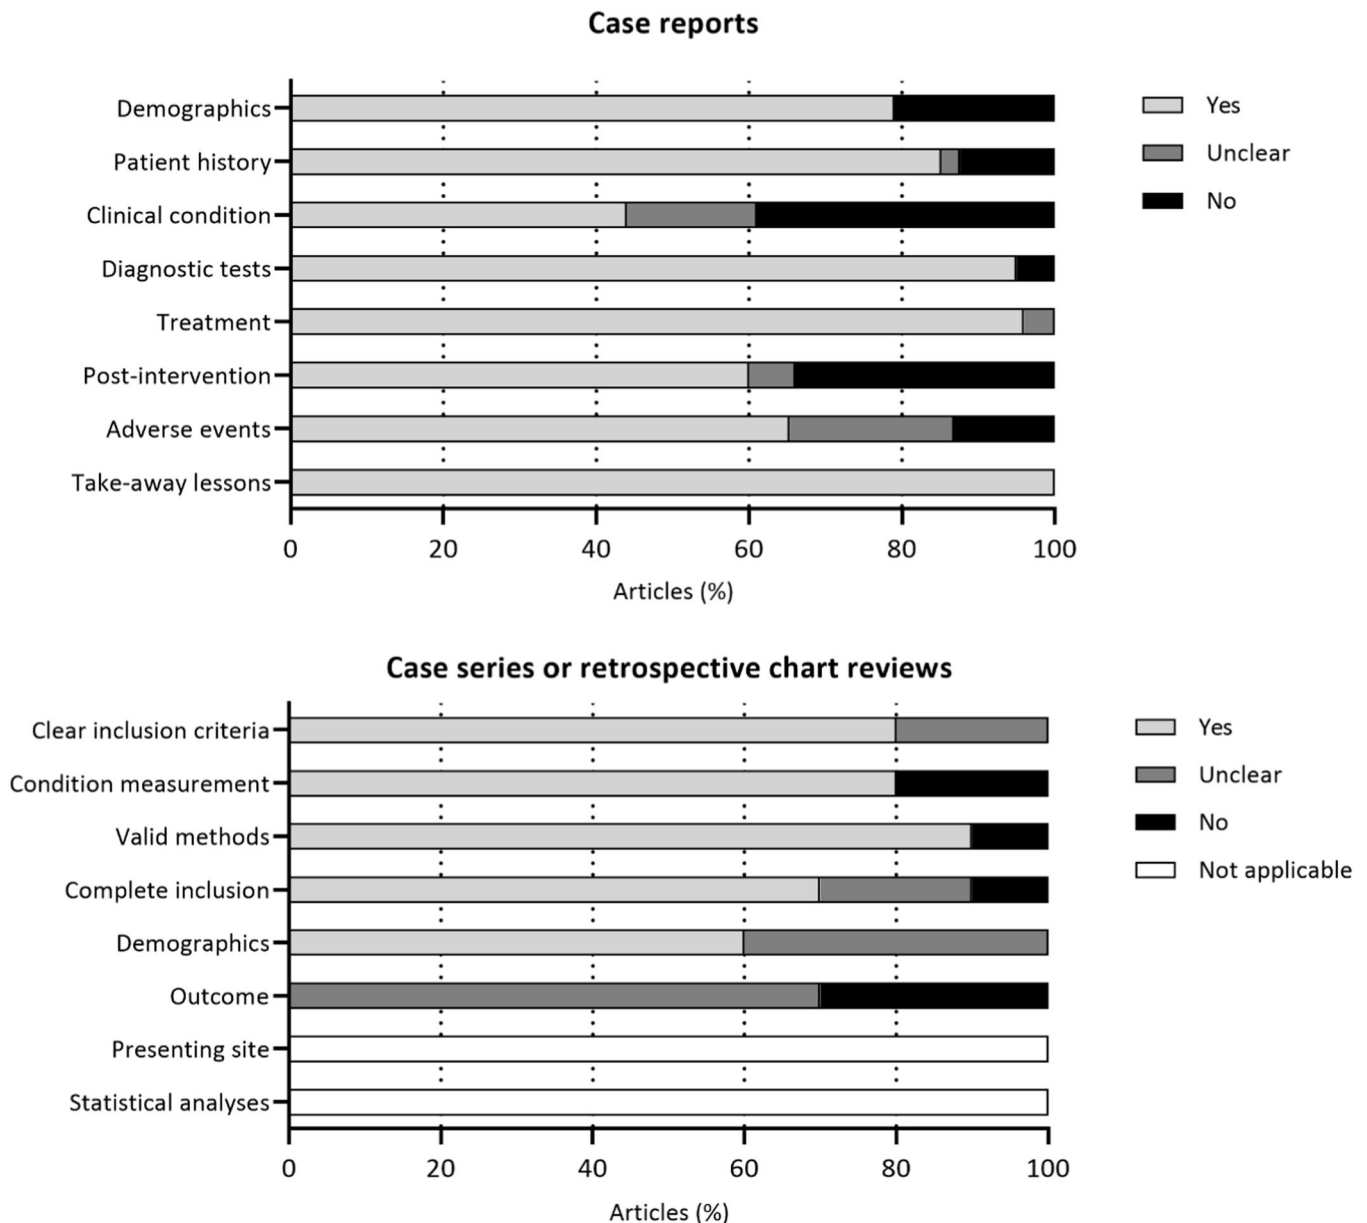 Case reports
Demographics
Patient history
Clinical condition
Diagnostic tests
Treatment
Post-intervention
Adverse events
Take-away lessons
0 20 40 60 80 100
Articles (%)
Yes
Unclear
No
Case series or retrospective chart reviews
Clear inclusion criteria
Condition measurement
Valid methods
Complete inclusion
Demographics
Outcome
Presenting site
Statistical analyses
0 20 40 60 80 100
Articles (%)
Yes
Unclear
No
Not applicable